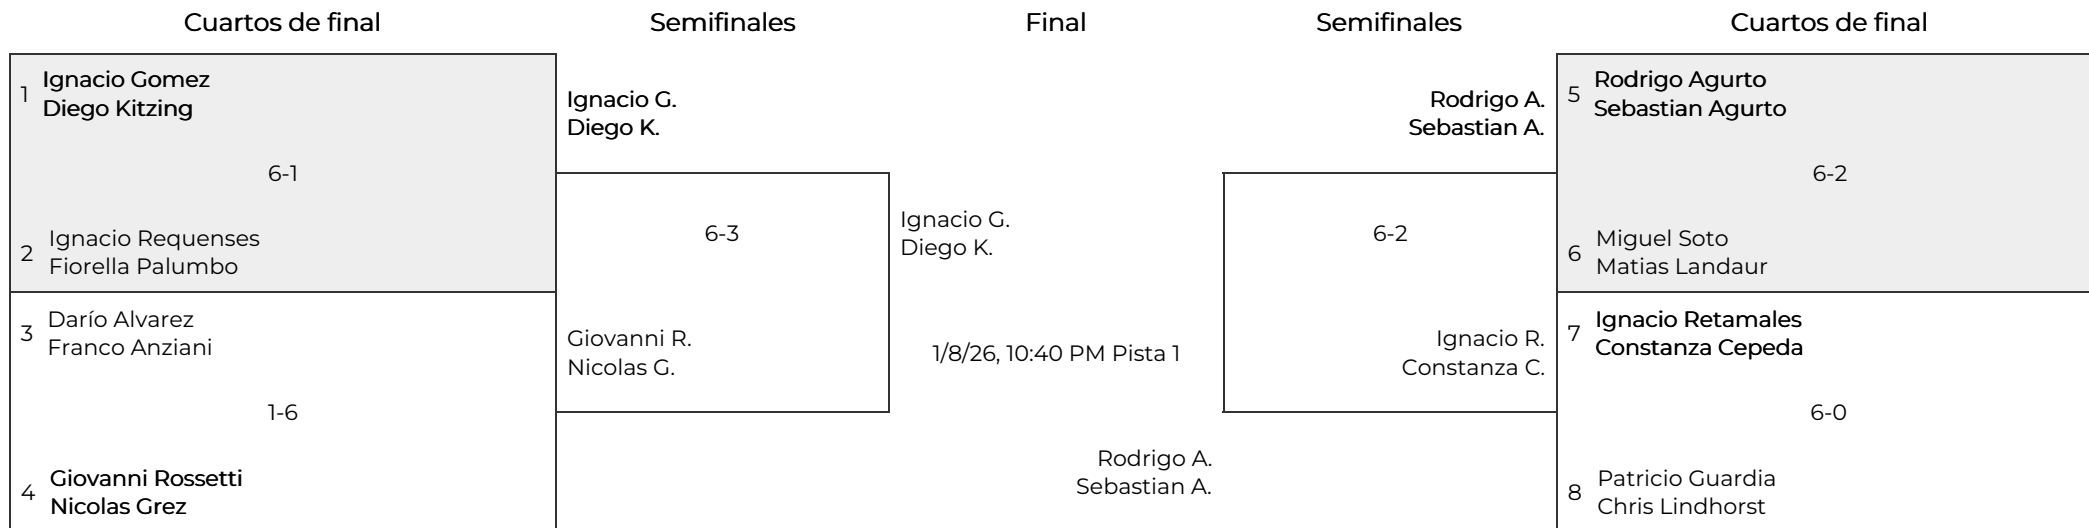 Cuartos de final
Semifinales
Final
Semifinales
Cuartos de final
1
Ignacio Gomez
Diego Kitzing
6-1
2
Ignacio Requenses
Fiorella Palumbo
3
Darío Alvarez
Franco Anziani
1-6
4
Giovanni Rossetti
Nicolas Grez
Ignacio G.
Diego K.
6-3
Giovanni R.
Nicolas G.
Ignacio G.
Diego K.
1/8/26, 10:40 PM Pista 1
Rodrigo A.
Sebastian A.
Rodrigo A.
Sebastian A.
6-2
Ignacio R.
Constanza C.
5
Rodrigo Agurto
Sebastian Agurto
6-2
6
Miguel Soto
Matias Landaur
7
Ignacio Retamales
Constanza Cepeda
6-0
8
Patricio Guardia
Chris Lindhorst